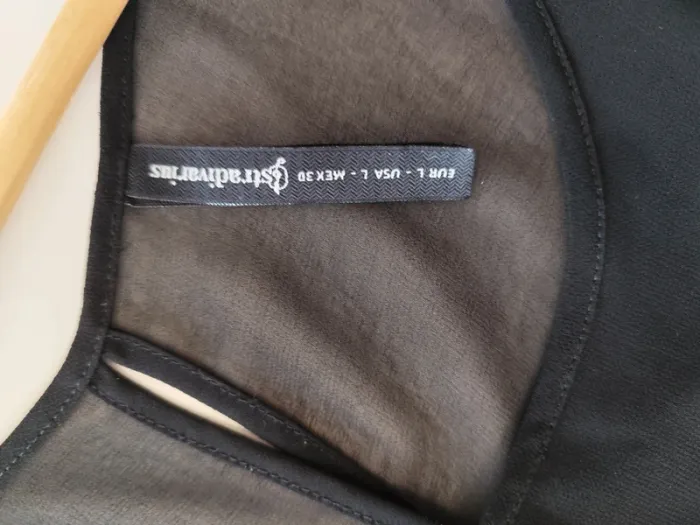 stradivarius
EUR L - USA L - MEX 30